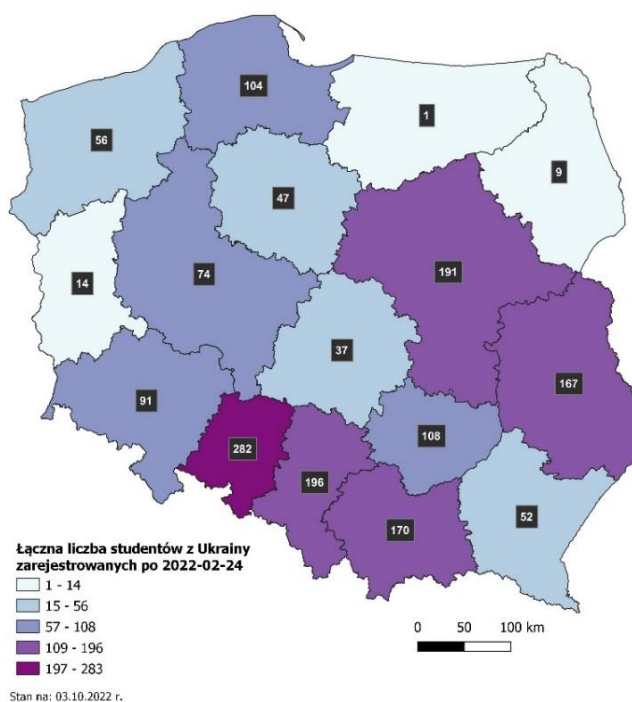 104
1
56
9
47
191
74
14
37
167
91
108
282
196
170
52
Łączna liczba studentów z Ukrainy
zarejestrowanych po 2022-02-24
1 - 14
15 - 56
57 - 108
109 - 196
197 - 283
0 50 100 km
Stan na: 03.10.2022 r.